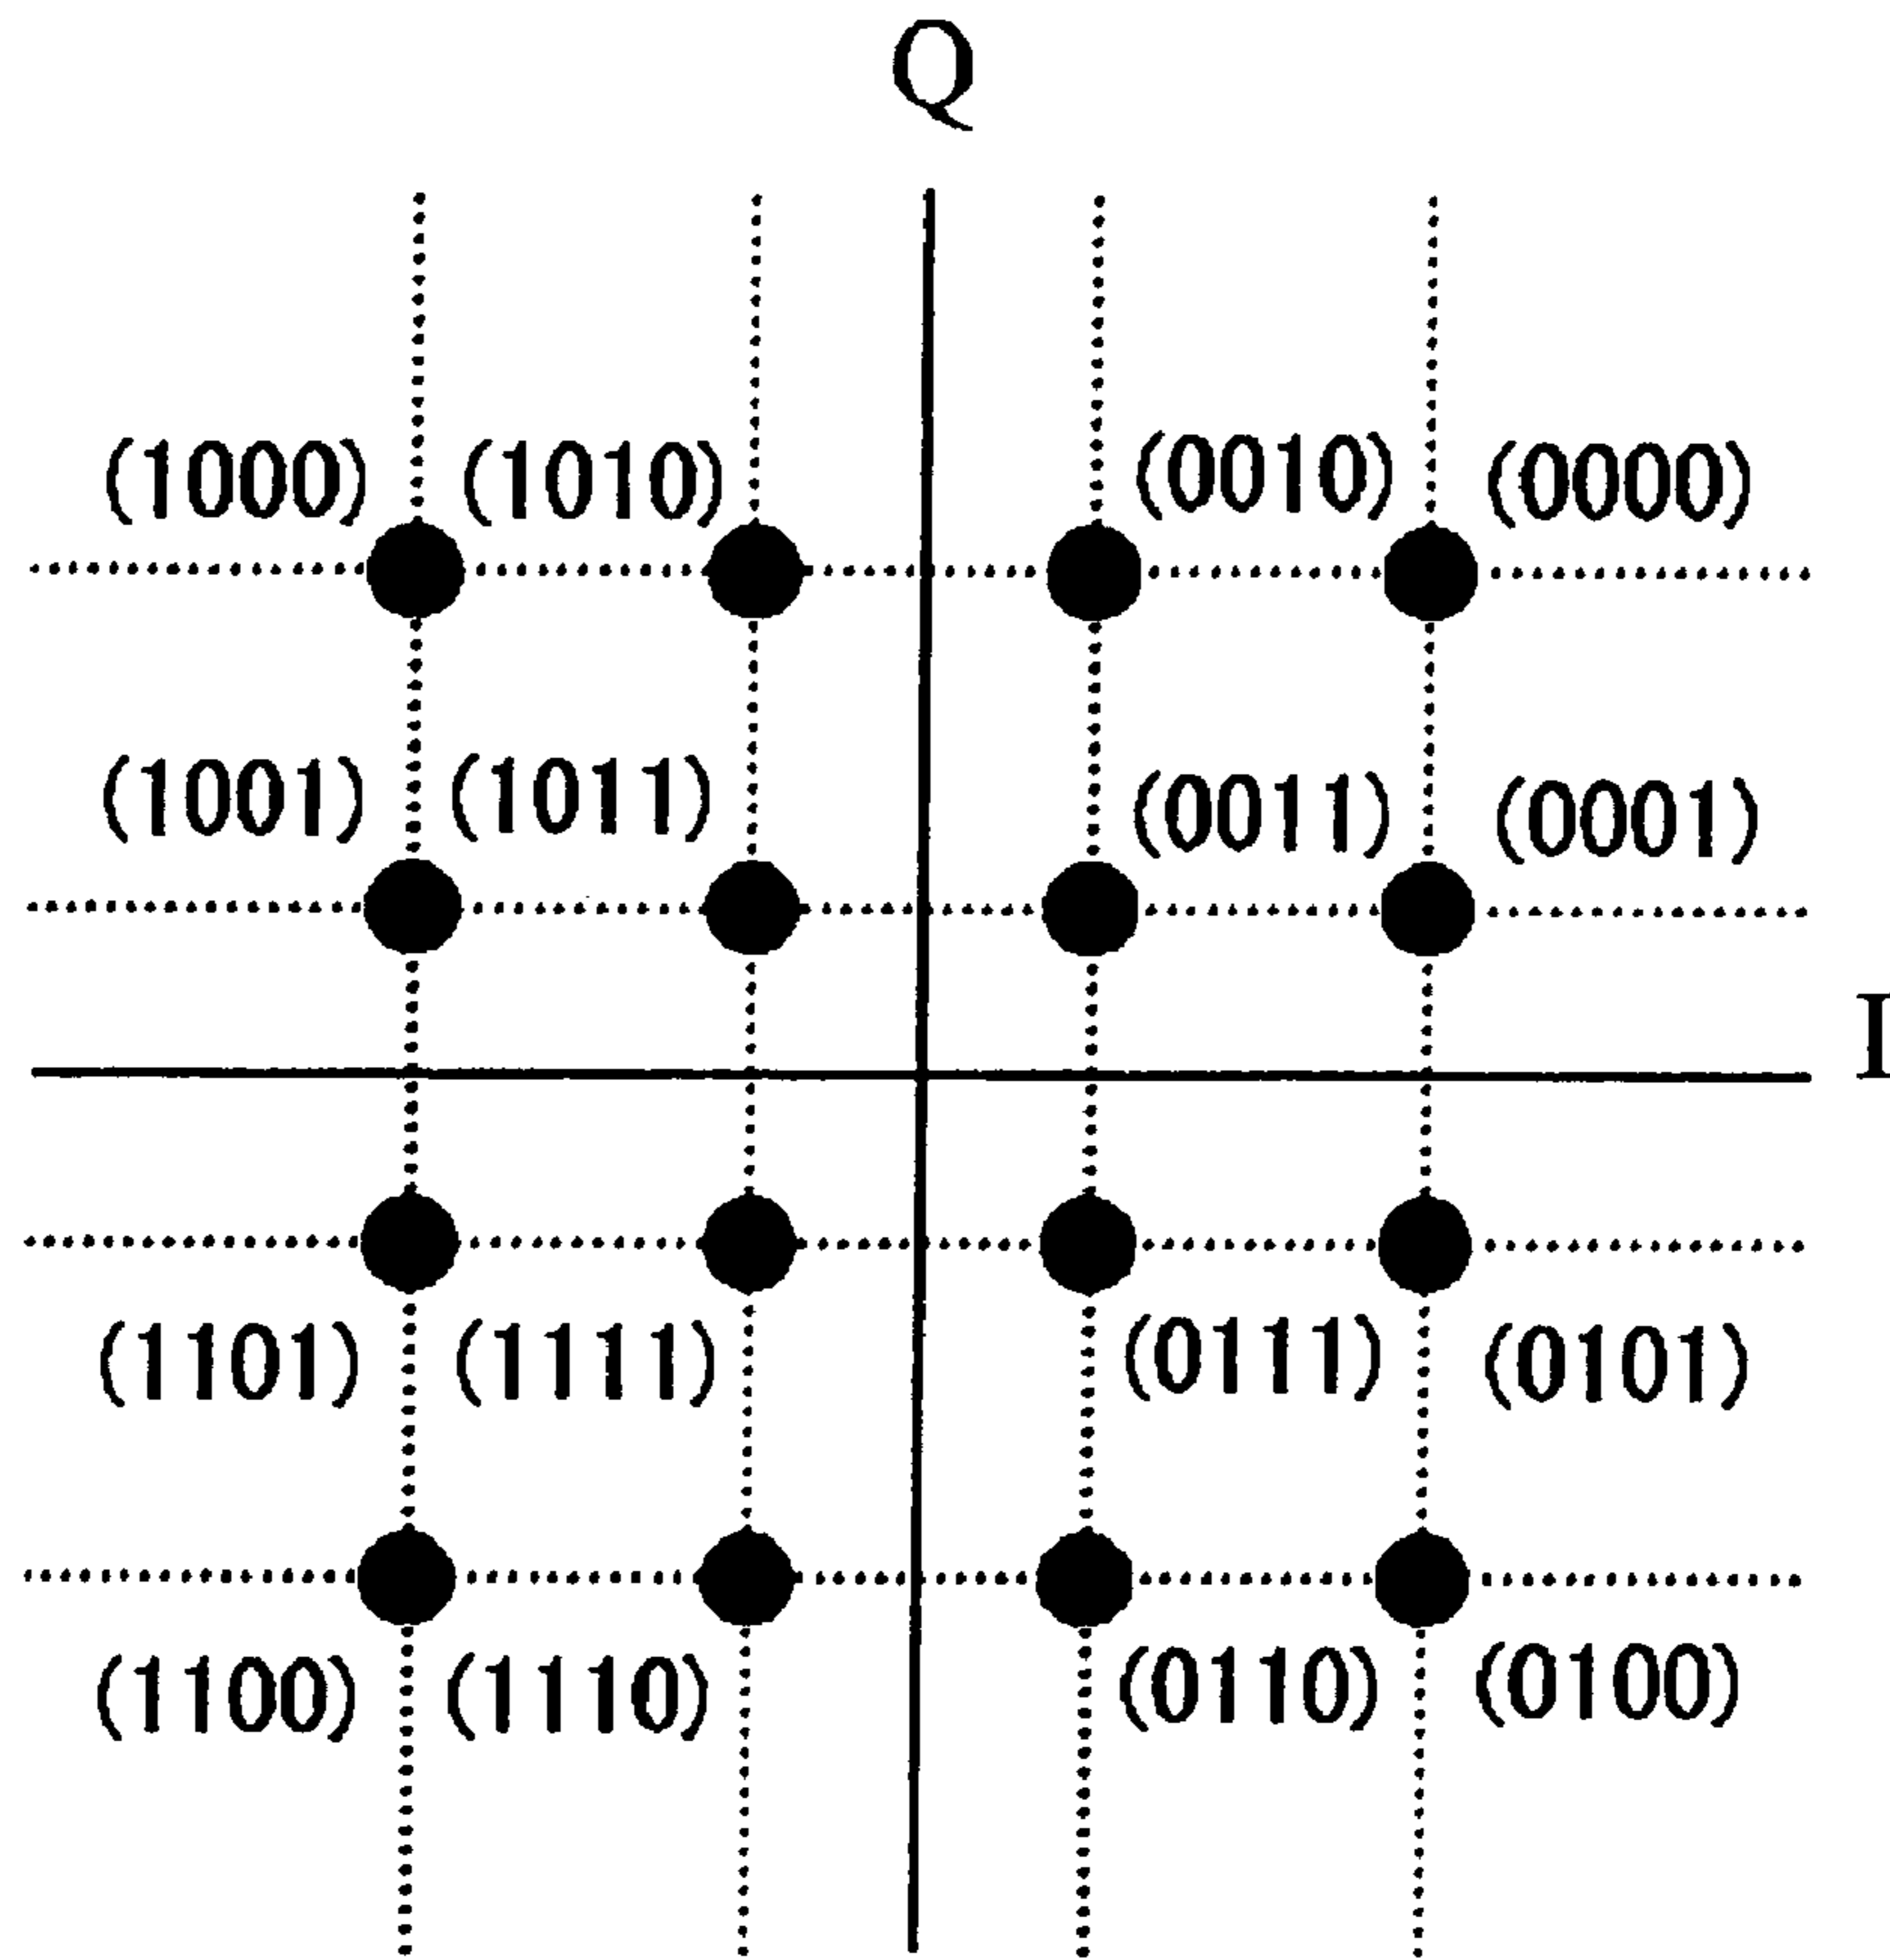 Q
(1000) (1010) (0010) (0000)
(1001) (1011) (0011) (0001)
I
(1101) (1111) (0111) (0101)
(1100) (1110) (0110) (0100)